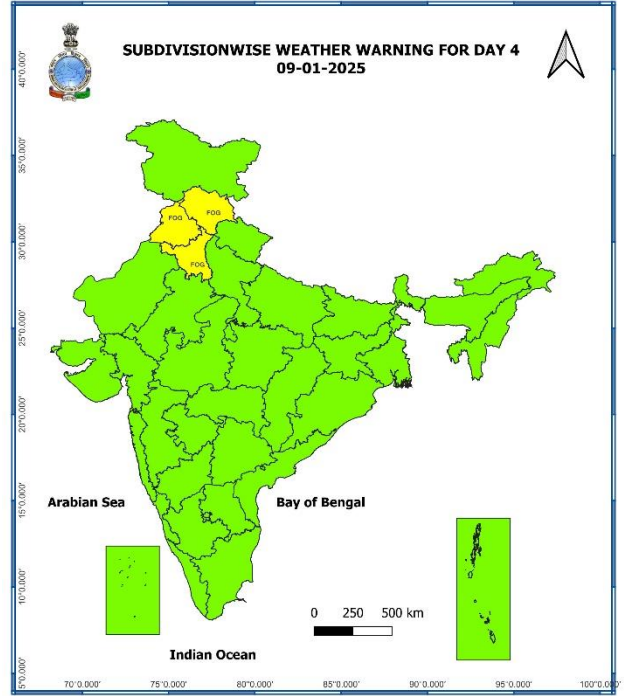 SUBDIVISIONWISE WEATHER WARNING FOR DAY 4
09-01-2025
40°0.000'
35°0.000'
30°0.000'
25°0.000'
20°0.000'
15°0.000'
10°0.000'
5°0.000'
FOG
FOG
FOG
Arabian Sea
Bay of Bengal
0 250 500 km
Indian Ocean
70°0.000' 75°0.000' 80°0.000' 85°0.000' 90°0.000' 95°0.000' 100°0.000'